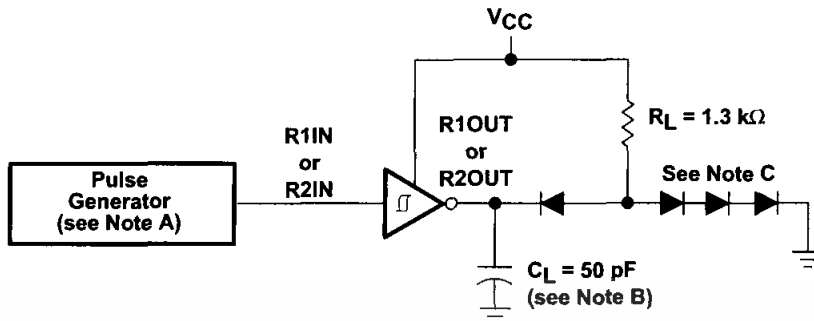 VCC
RL = 1.3 kΩ
R1IN
or
R2IN
R1OUT
or
R2OUT
See Note C
Pulse
Generator
(see Note A)
CL = 50 pF
(see Note B)